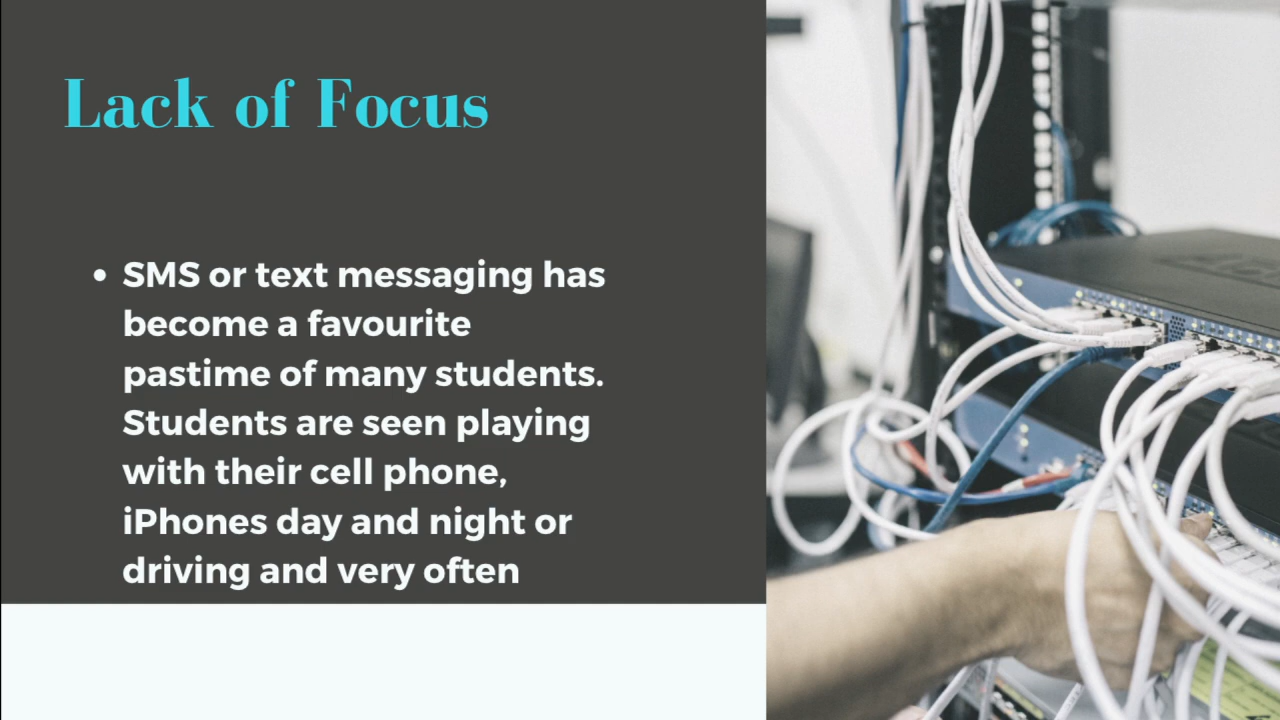 Lack of Focus
• SMS or text messaging has
become a favourite
pastime of many students.
Students are seen playing
with their cell phone,
iPhones day and night or
driving and very often